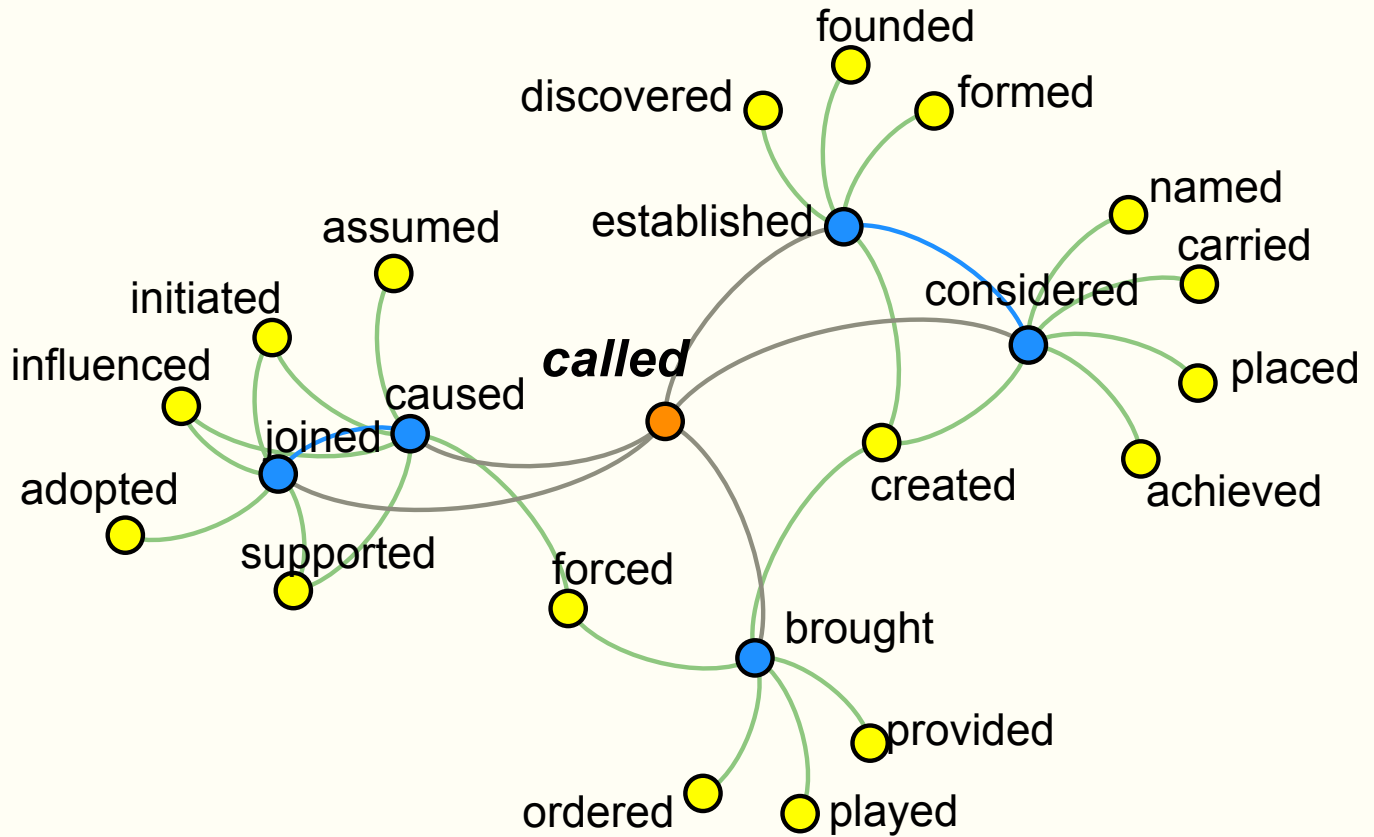 founded
discovered
formed
named
established
assumed
carried
considered
initiated
called
influenced
placed
caused
joined
adopted
created
achieved
supported
forced
brought
provided
ordered
played